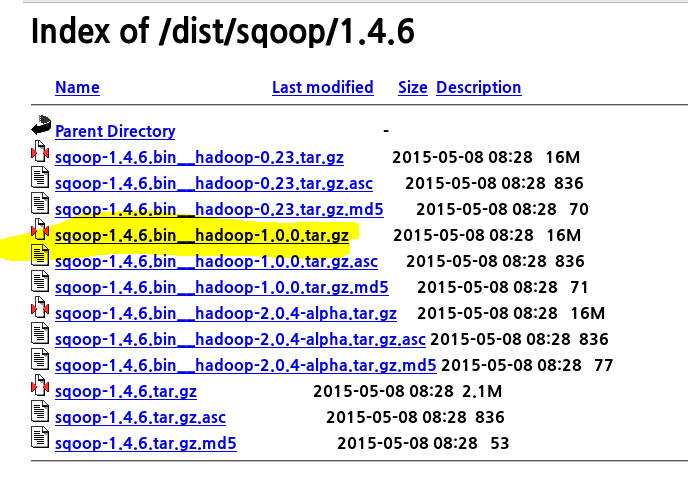 Index of /dist/sqoop/1.4.6
Name Last modified Size Description
Parent Directory -
sqoop-1.4.6.bin__hadoop-0.23.tar.gz 2015-05-08 08:28 16M
sqoop-1.4.6.bin__hadoop-0.23.tar.gz.asc 2015-05-08 08:28 836
sqoop-1.4.6.bin__hadoop-0.23.tar.gz.md5 2015-05-08 08:28 70
sqoop-1.4.6.bin__hadoop-1.0.0.tar.gz 2015-05-08 08:28 16M
sqoop-1.4.6.bin__hadoop-1.0.0.tar.gz.asc 2015-05-08 08:28 836
sqoop-1.4.6.bin__hadoop-1.0.0.tar.gz.md5 2015-05-08 08:28 71
sqoop-1.4.6.bin__hadoop-2.0.4-alpha.tar.gz 2015-05-08 08:28 16M
sqoop-1.4.6.bin__hadoop-2.0.4-alpha.tar.gz.asc 2015-05-08 08:28 836
sqoop-1.4.6.bin__hadoop-2.0.4-alpha.tar.gz.md5 2015-05-08 08:28 77
sqoop-1.4.6.tar.gz 2015-05-08 08:28 2.1M
sqoop-1.4.6.tar.gz.asc 2015-05-08 08:28 836
sqoop-1.4.6.tar.gz.md5 2015-05-08 08:28 53